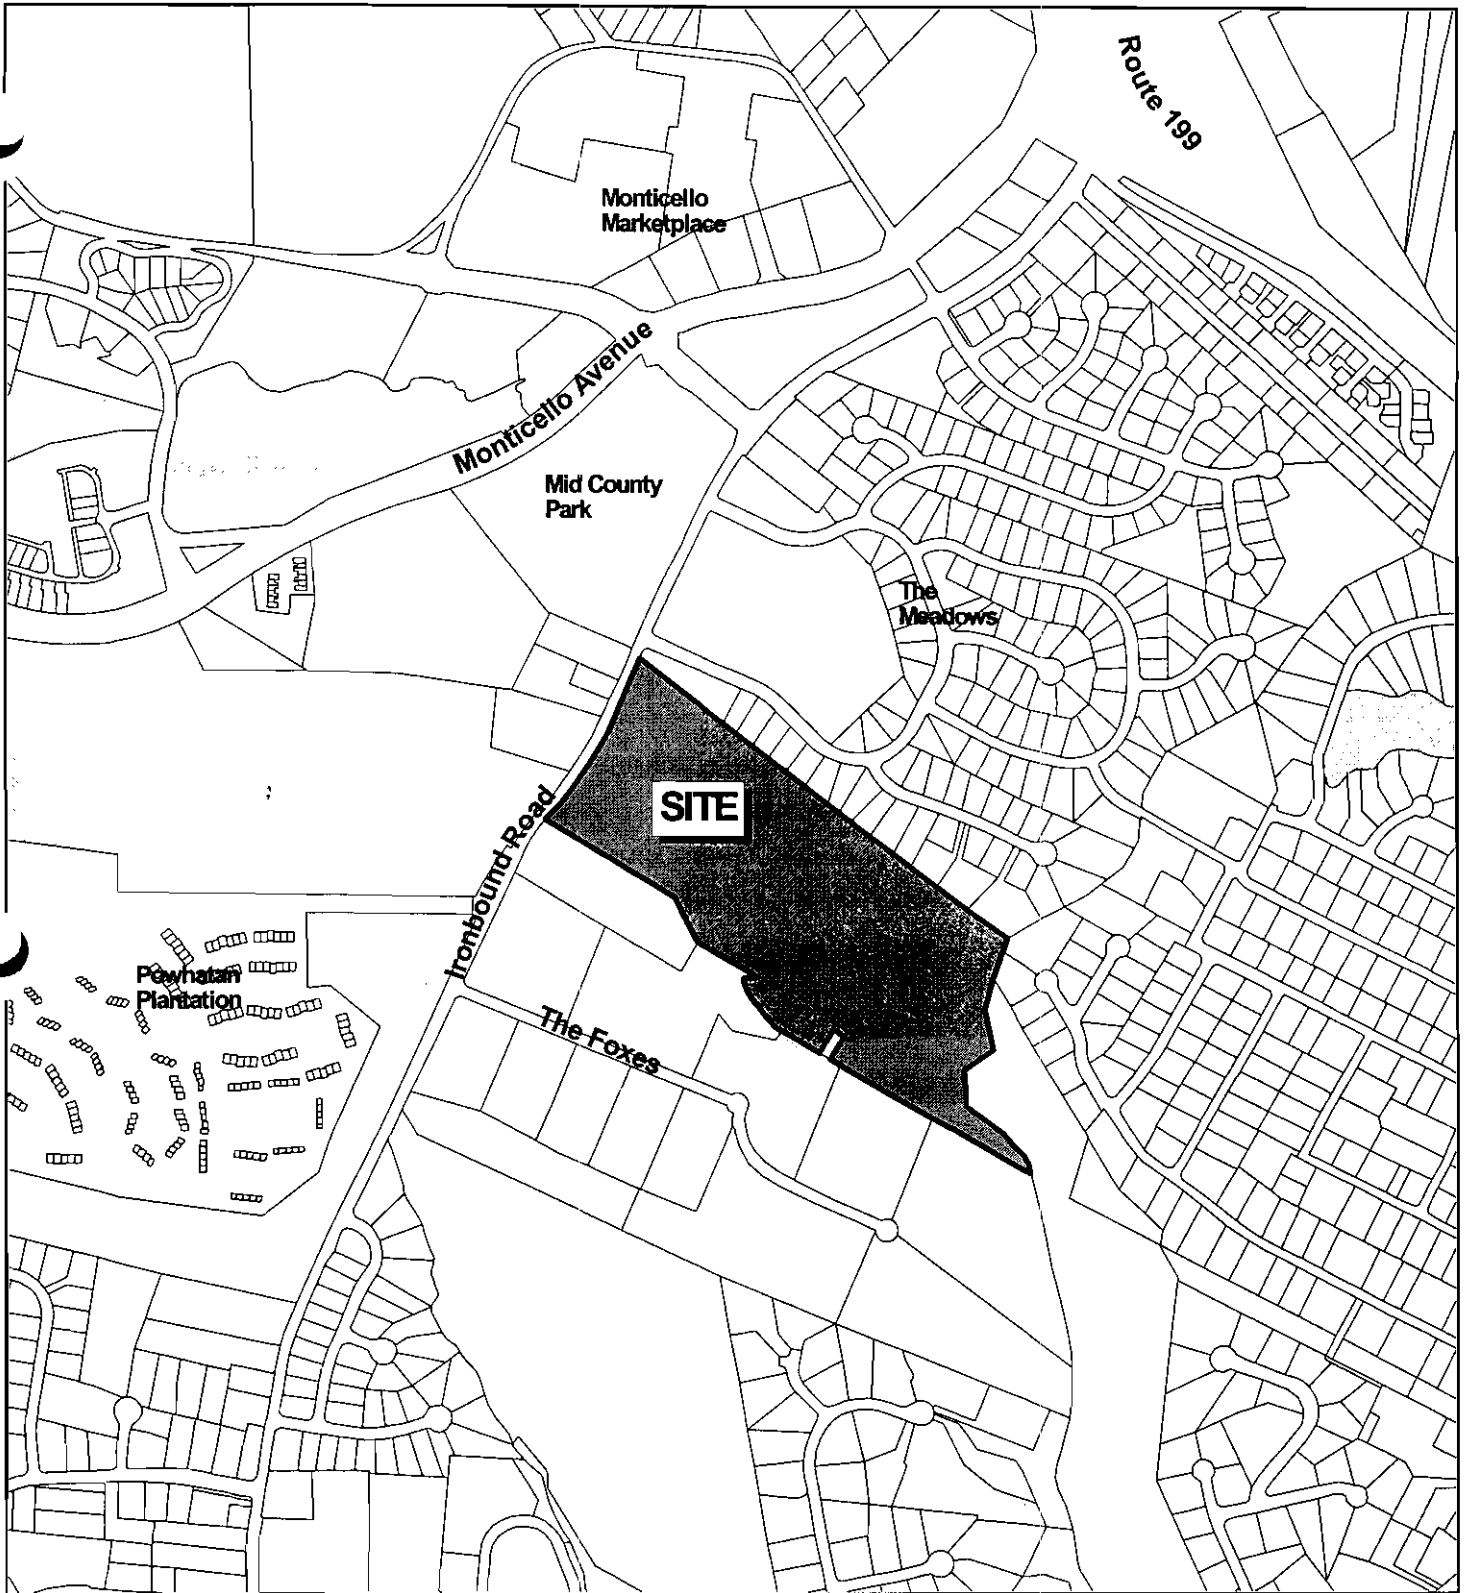 Route 199
Monticello
Marketplace
Monticello Avenue
Mid County
Park
The
Meadows
SITE
Ironbound Road
Powhatan
Plantation
The Foxes